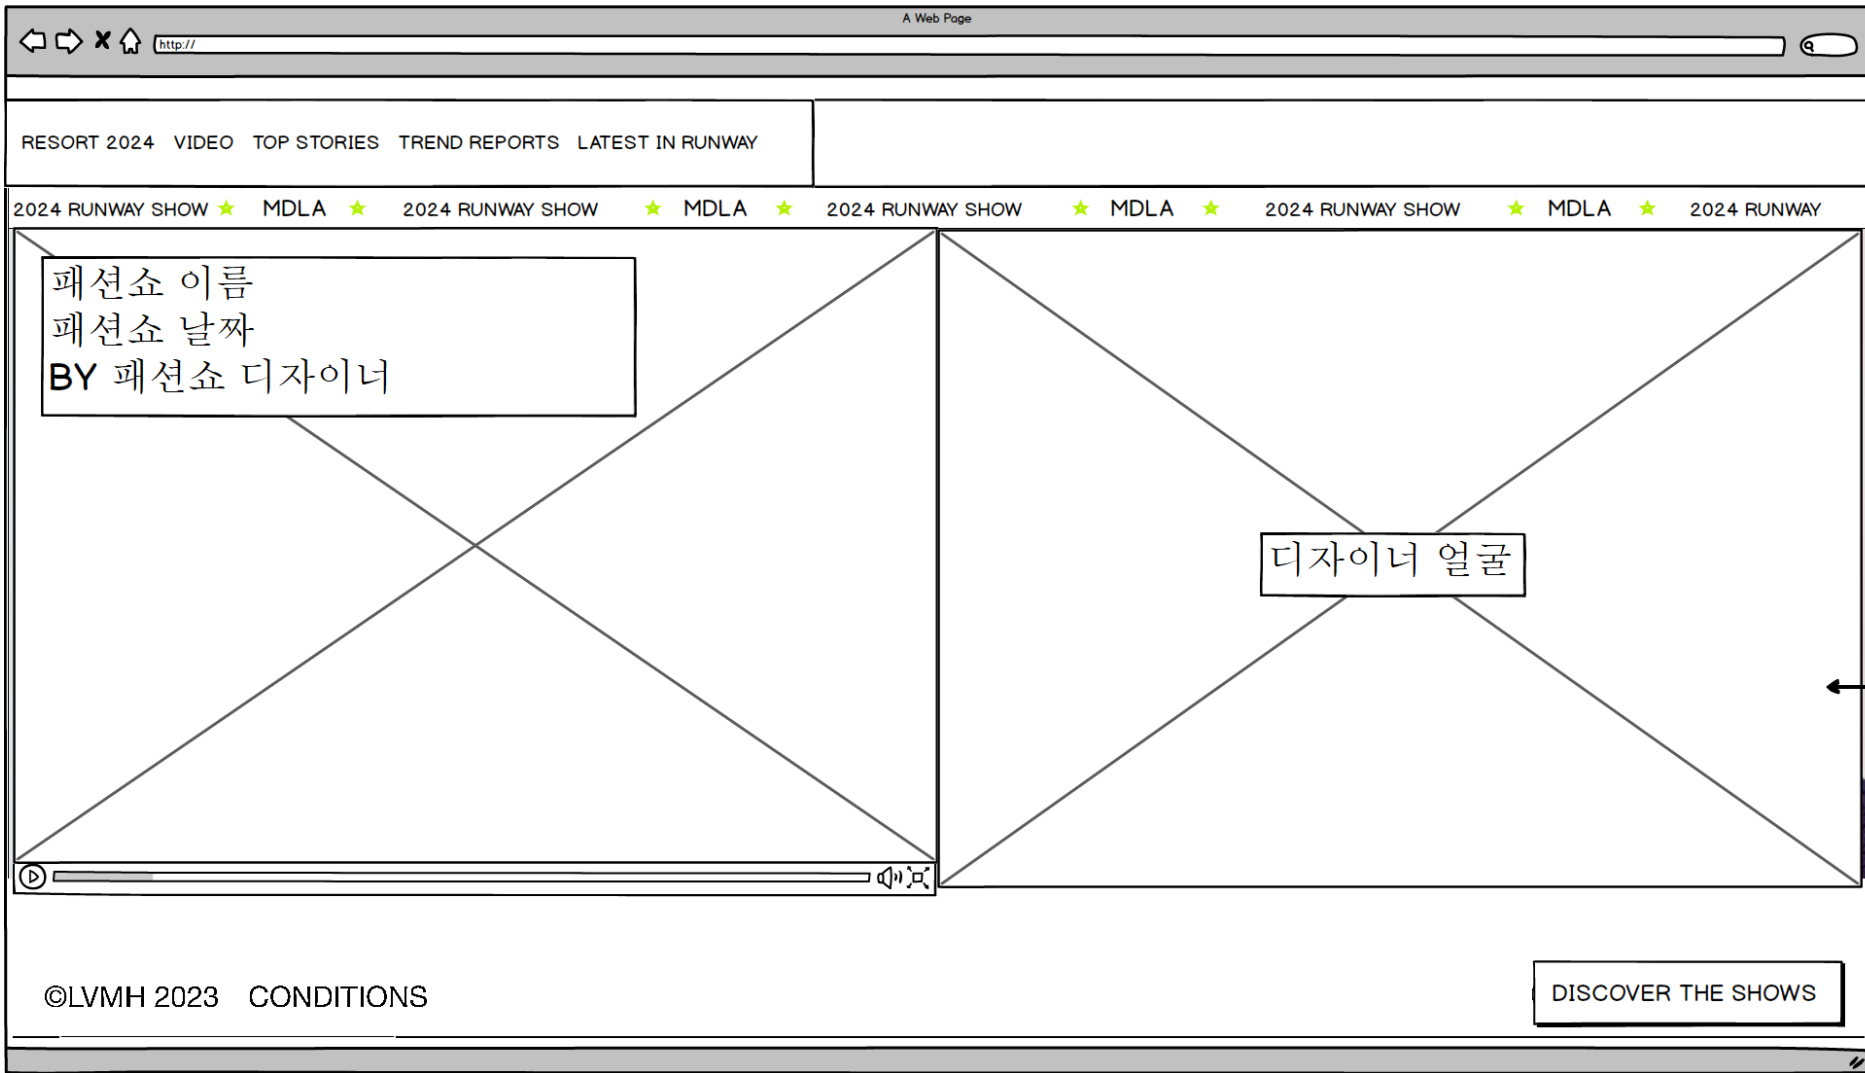 A Web Page
http://
RESORT 2024 VIDEO TOP STORIES TREND REPORTS LATEST IN RUNWAY
2024 RUNWAY SHOW MDLA 2024 RUNWAY SHOW MDLA 2024 RUNWAY SHOW MDLA 2024 RUNWAY SHOW MDLA 2024 RUNWAY
패션쇼 이름
패션쇼 날짜
BY 패션쇼 디자이너
디자이너 얼굴
©LVMH 2023 CONDITIONS
DISCOVER THE SHOWS